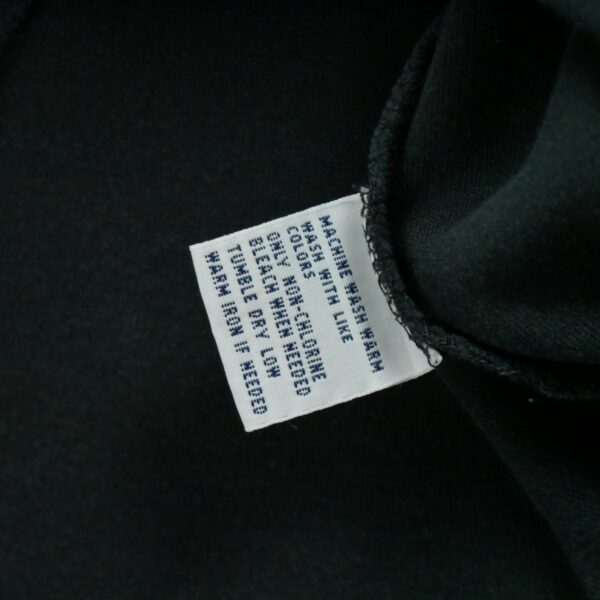 MACHINE WASH WARM
WASH WITH LIKE
COLORS
ONLY NON-CHLORINE
BLEACH WHEN NEEDED
TUMBLE DRY LOW
WARM IRON IF NEEDED